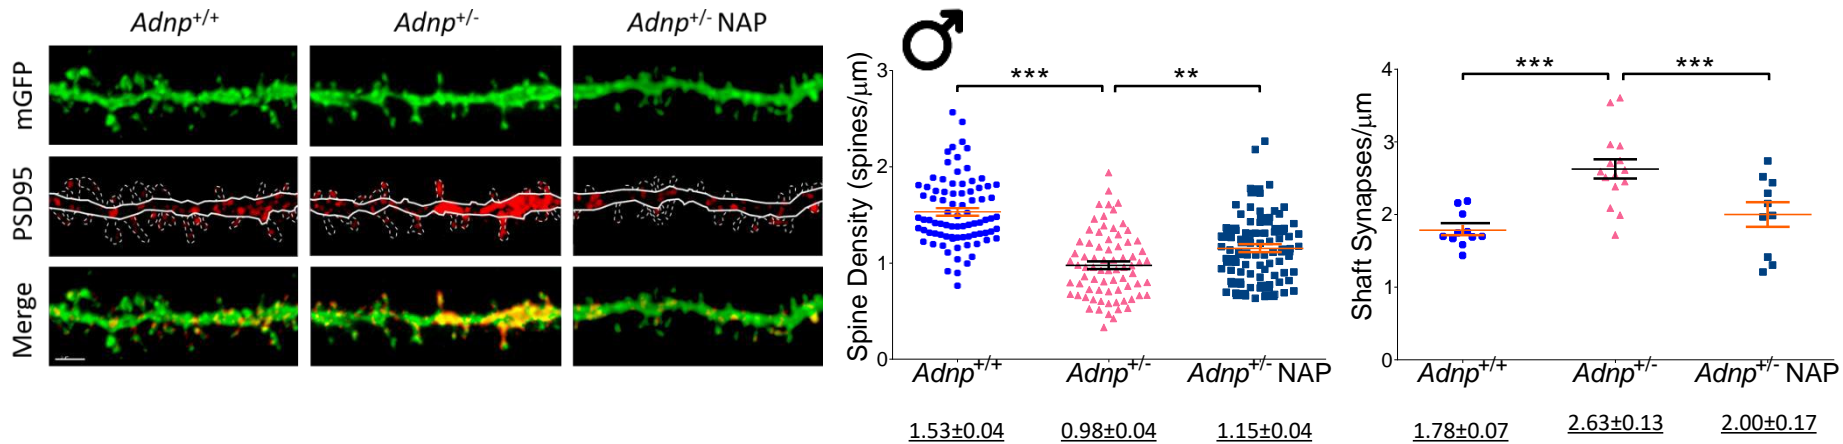 Adnp+/+
Adnp+/-
Adnp+/- NAP
mGFP
PSD95
Merge
Spine Density (spines/μm)
3
2
1
0
***
**
Adnp+/+
Adnp+/-
Adnp+/- NAP
1.53±0.04
0.98±0.04
1.15±0.04
Shaft Synapses/μm
4
3
2
1
0
***
***
Adnp+/+
Adnp+/-
Adnp+/- NAP
1.78±0.07
2.63±0.13
2.00±0.17